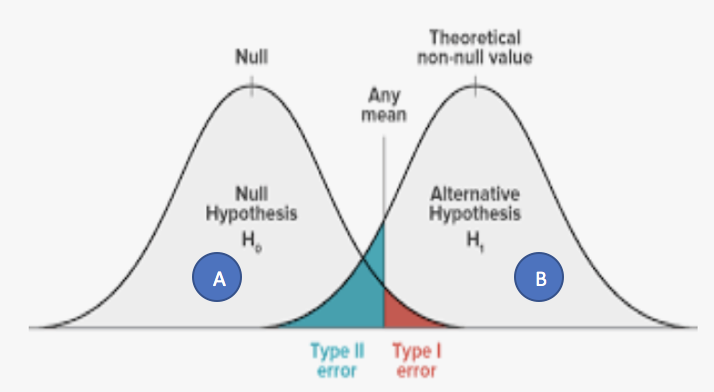 Null
Theoretical
non-null value
Any
mean
Null
Hypothesis
H₀
Alternative
Hypothesis
H₁
A
B
Type II
error
Type I
error